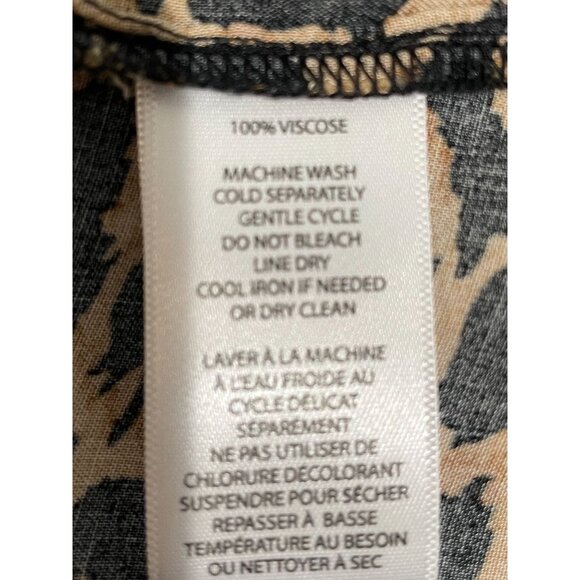 100% VISCOSE
MACHINE WASH
COLD SEPARATELY
GENTLE CYCLE
DO NOT BLEACH
LINE DRY
COOL IRON IF NEEDED
OR DRY CLEAN
LAVER À LA MACHINE
À L'EAU FROIDE AU
CYCLE DÉLICAT
SÉPARÉMENT
NE PAS UTILISER DE
CHLORURE DÉCOLORANT
SUSPENDRE POUR SÉCHER
REPASSER À BASSE
TEMPÉRATURE AU BESOIN
OU NETTOYER À SEC